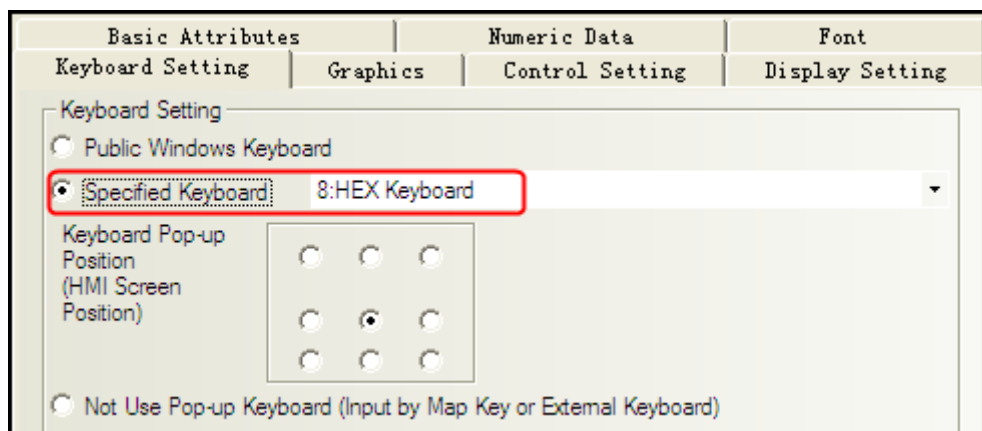 Basic Attributes Numeric Data Font
Keyboard Setting Graphics Control Setting Display Setting
Keyboard Setting
Public Windows Keyboard
Specified Keyboard 8:HEX Keyboard
Keyboard Pop-up
Position
(HMI Screen
Position)
Not Use Pop-up Keyboard (Input by Map Key or External Keyboard)